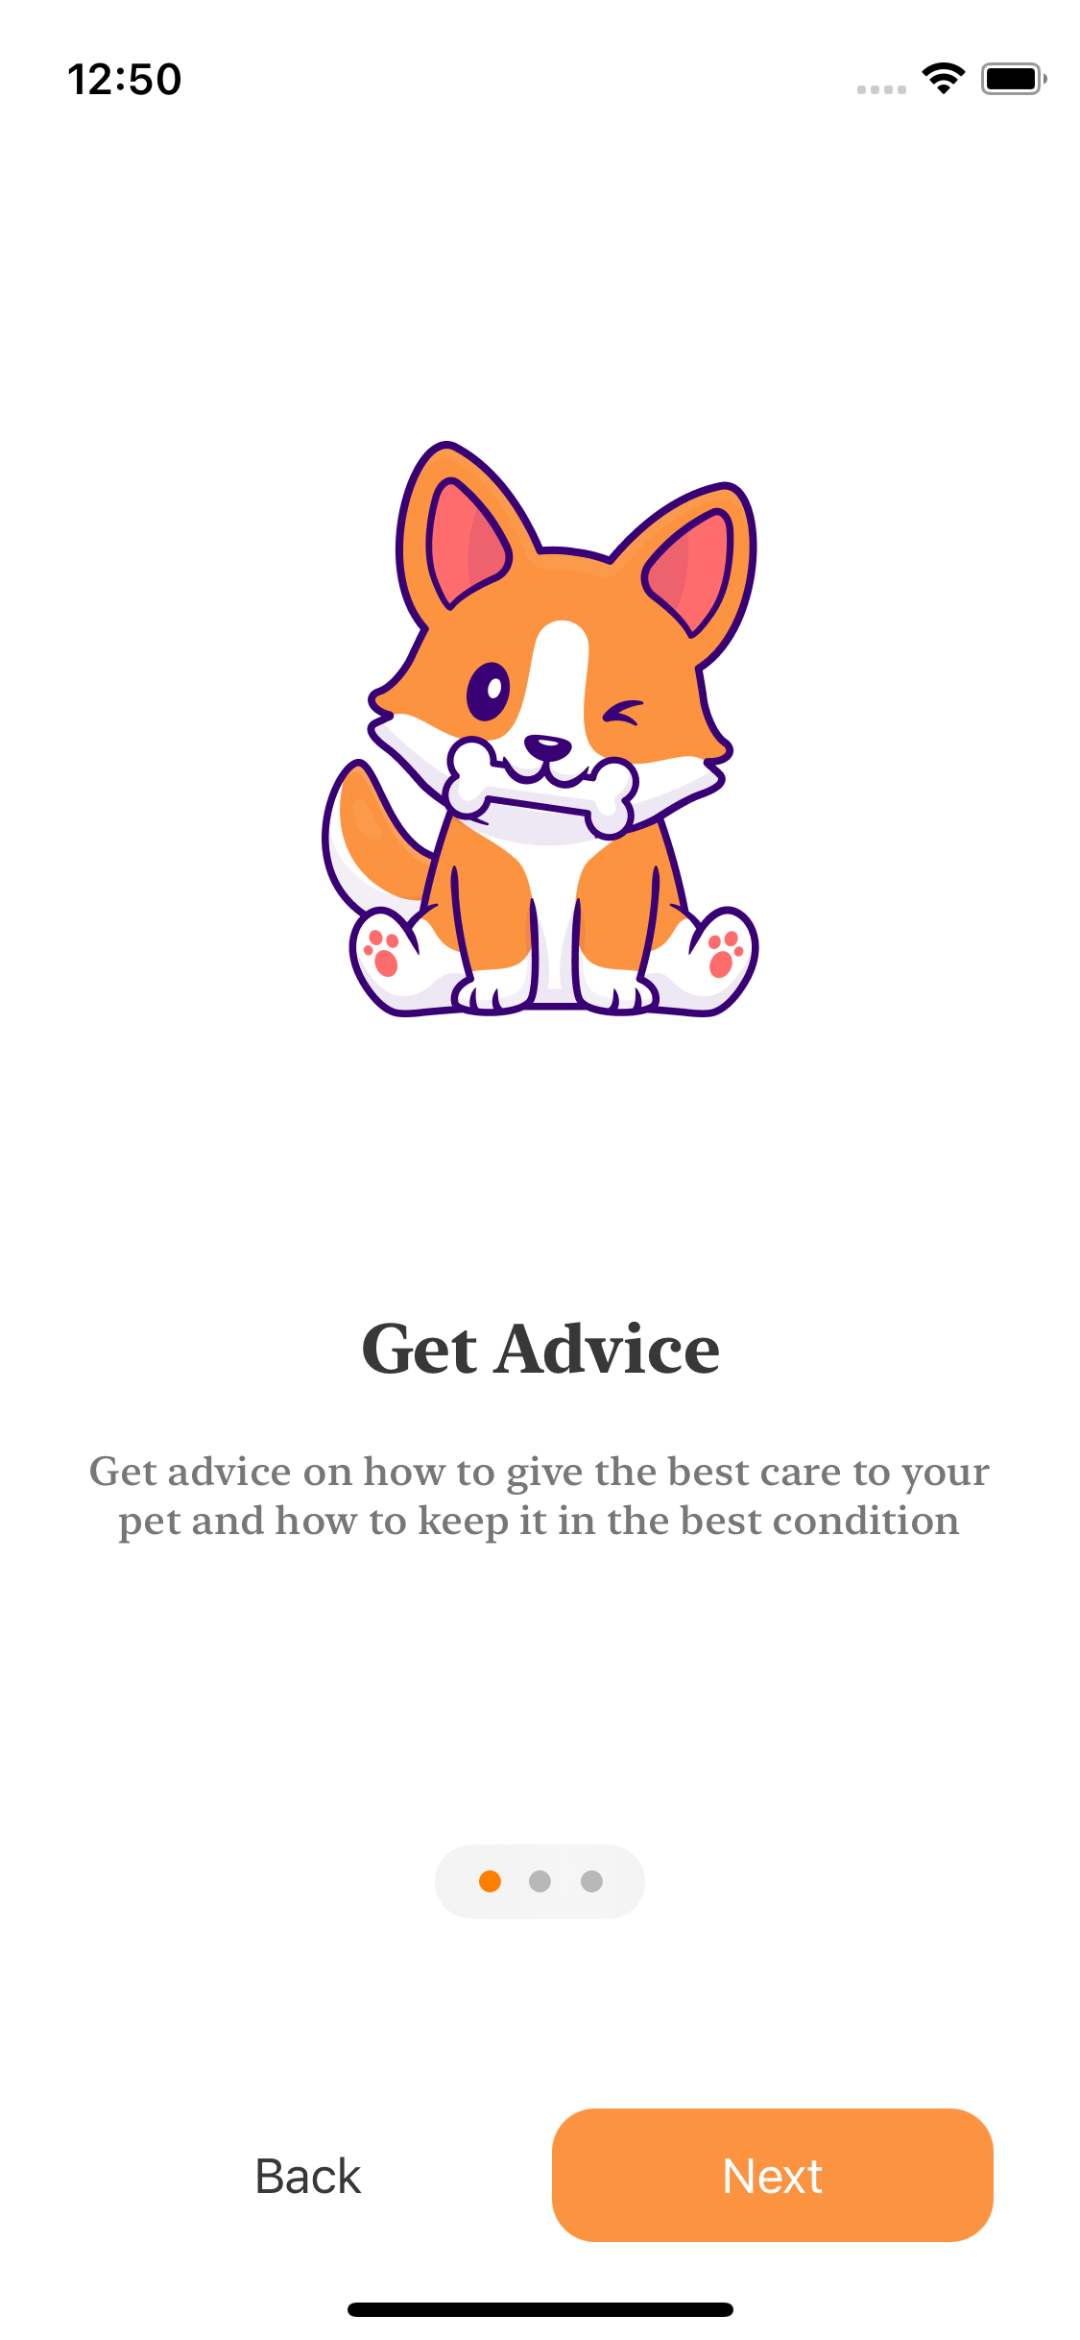 12:50
Get Advice
Get advice on how to give the best care to your
pet and how to keep it in the best condition
Back
Next